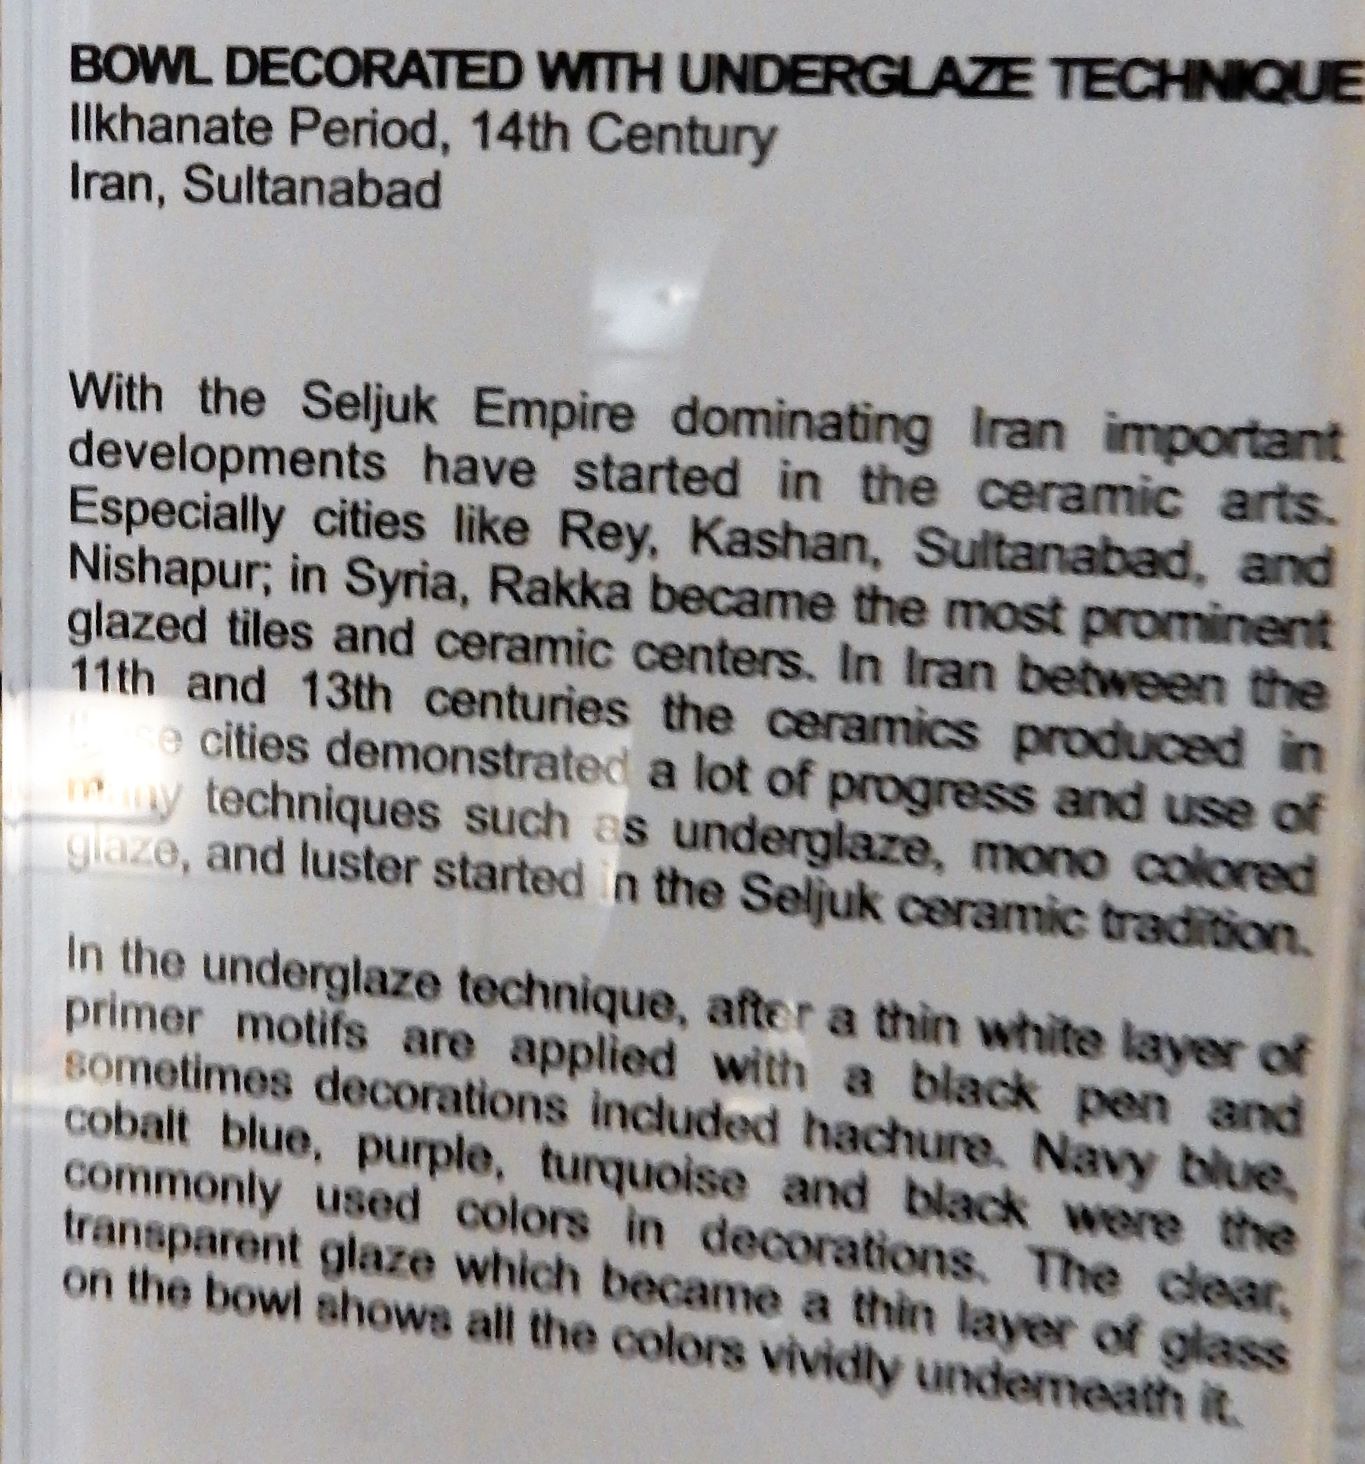 BOWL DECORATED WITH UNDERGLAZE TECHNIQUE
Ilkhanate Period, 14th Century
Iran, Sultanabad
With the Seljuk Empire dominating Iran important
developments have started in the ceramic arts.
Especially cities like Rey, Kashan, Sultanabad, and
Nishapur; in Syria, Rakka became the most prominent
glazed tiles and ceramic centers. In Iran between the
11th and 13th centuries the ceramics produced in
these cities demonstrated a lot of progress and use of
many techniques such as underglaze, mono colored
glaze, and luster started in the Seljuk ceramic tradition.
In the underglaze technique, after a thin white layer of
primer motifs are applied with a black pen and
sometimes decorations included hachure. Navy blue,
cobalt blue, purple, turquoise and black were the
commonly used colors in decorations. The clear,
transparent glaze which became a thin layer of glass
on the bowl shows all the colors vividly underneath it.